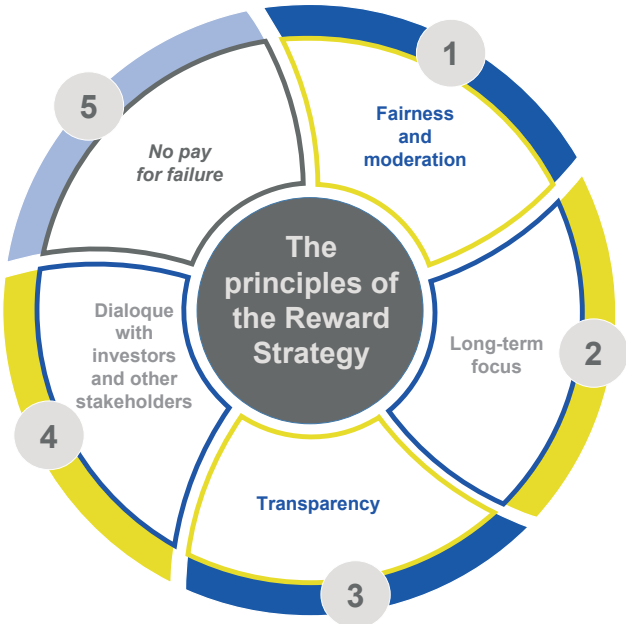 The
principles of
the Reward
Strategy
1
Fairness
and
moderation
2
Long-term
focus
3
Transparency
4
Dialoque
with
investors
and other
stakeholders
5
No pay
for failure